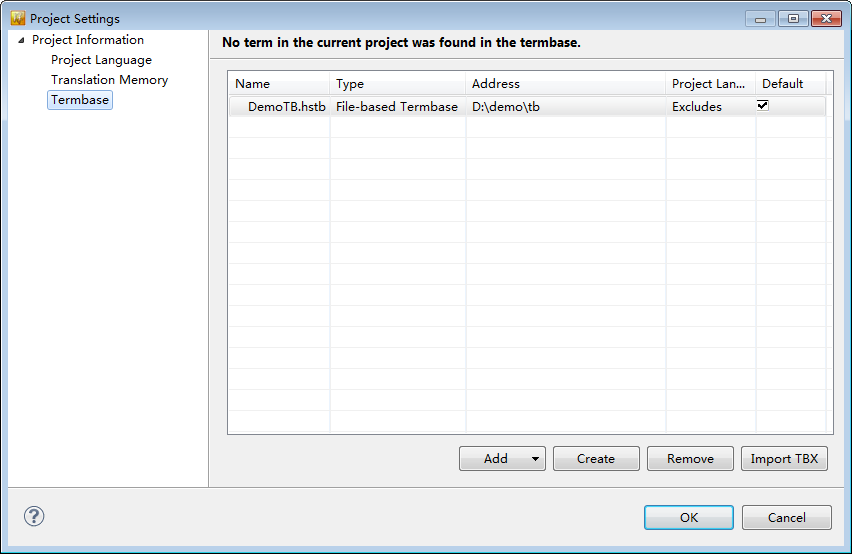 Project Settings
Project Information
Project Language
Translation Memory
Termbase
No term in the current project was found in the termbase.
Name Type Address Project Lan... Default
DemoTB.hstb File-based Termbase D:\demo\tb Excludes
Add Create Remove Import TBX
? OK Cancel